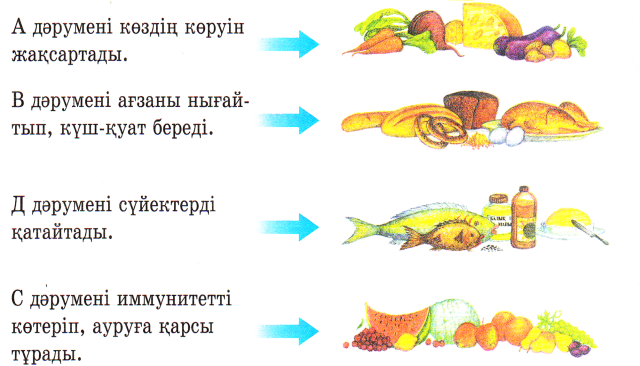 А дәрумені көздің көруін
жақсартады.
В дәрумені ағзаны нығай-
тып, күш-қуат береді.
Д дәрумені сүйектерді
қатайтады.
БАЛЫҚ
С дәрумені иммунитетті
көтеріп, ауруға қарсы
тұрады.